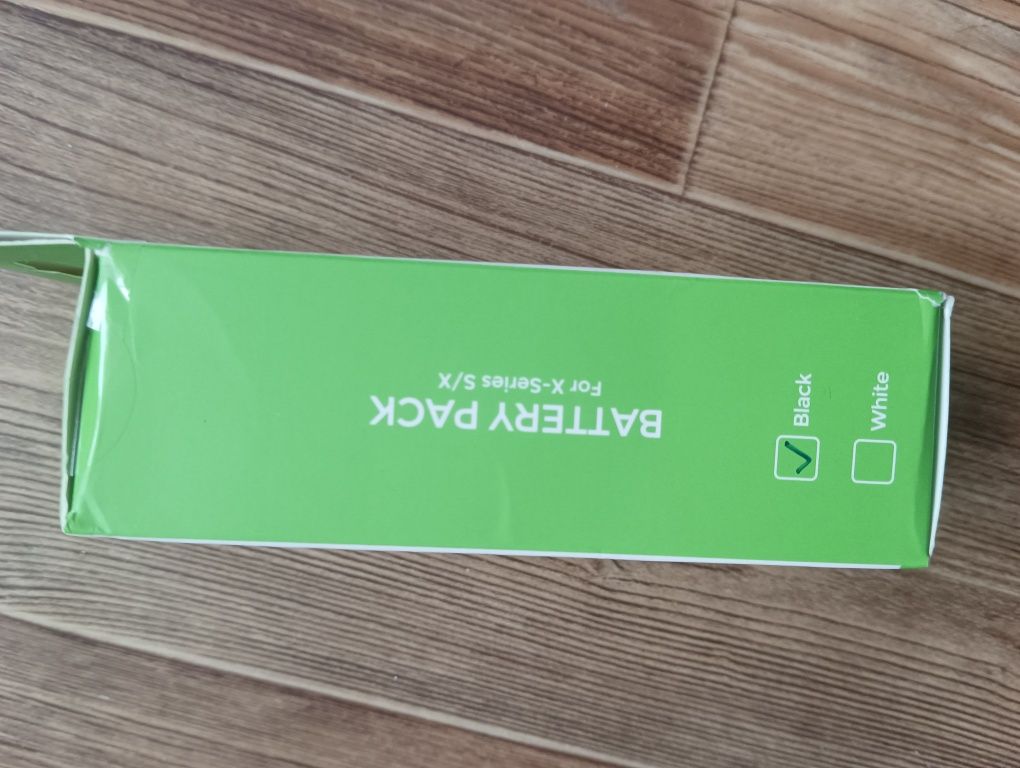 BATTERY PACK
For X-Series S/X
Black
White